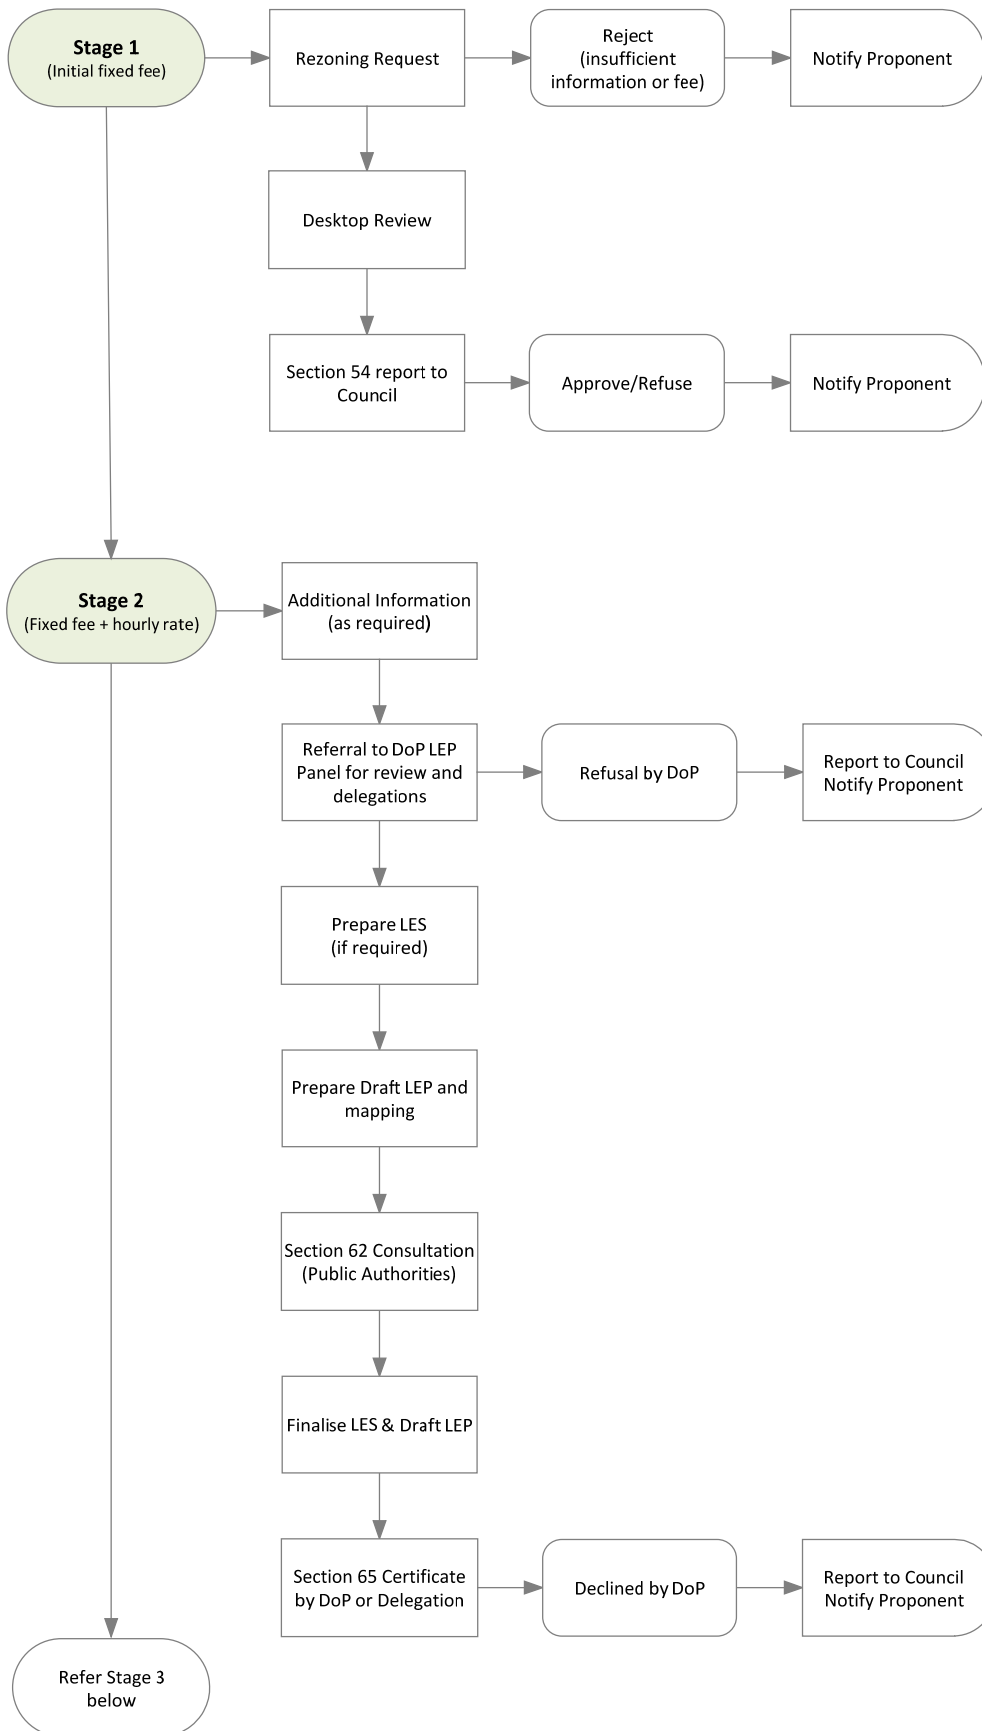 Stage 1
(Initial fixed fee)
Rezoning Request
Reject
(insufficient
information or fee)
Notify Proponent
Desktop Review
Section 54 report to
Council
Approve/Refuse
Notify Proponent
Stage 2
(Fixed fee + hourly rate)
Additional Information
(as required)
Referral to DoP LEP
Panel for review and
delegations
Refusal by DoP
Report to Council
Notify Proponent
Prepare LES
(if required)
Prepare Draft LEP and
mapping
Section 62 Consultation
(Public Authorities)
Finalise LES & Draft LEP
Section 65 Certificate
by DoP or Delegation
Declined by DoP
Report to Council
Notify Proponent
Refer Stage 3
below